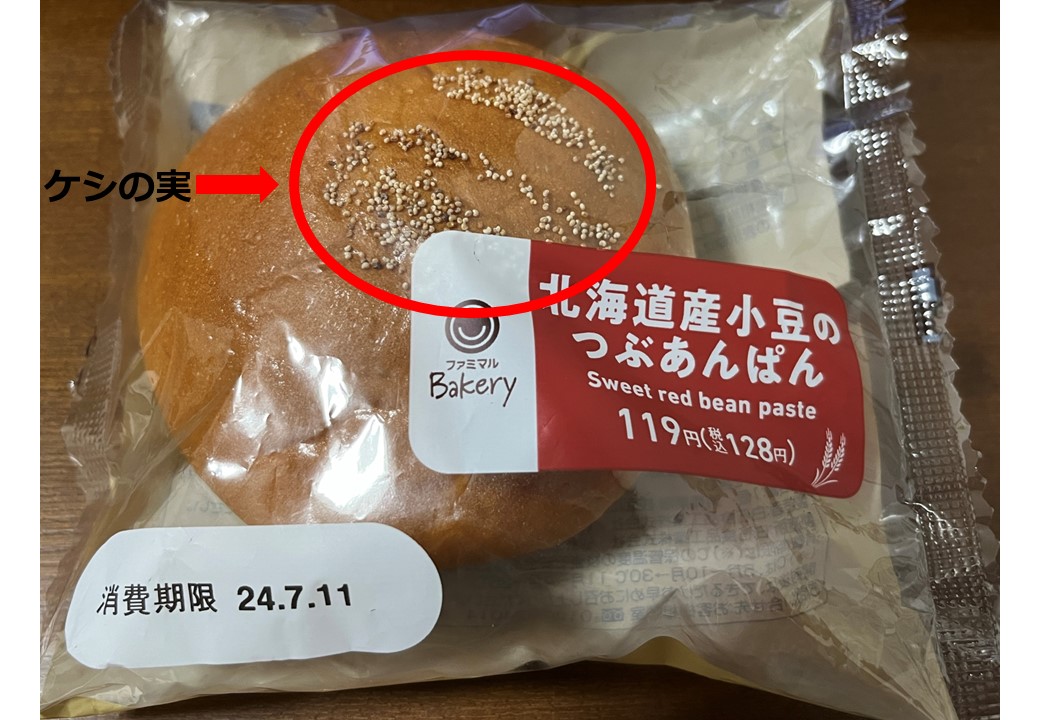 ケシの実
北海道産小豆の
つぶあんぱん
Sweet red bean paste
119円(税込128円)
ファミマル
Bakery
消費期限 24.7.11